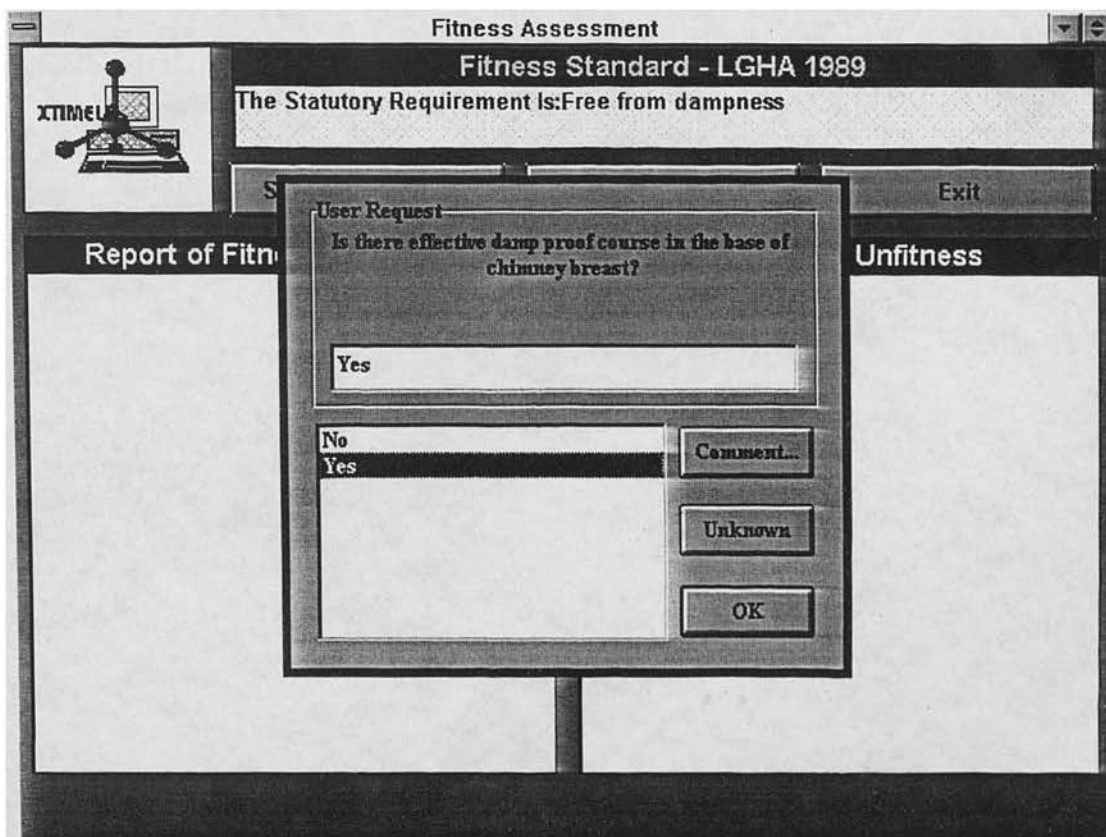 Fitness Assessment
Fitness Standard - LGHA 1989
XTIMEL
The Statutory Requirement Is:Free from dampness
S
Exit
User Request
Is there effective damp proof course in the base of
chimney breast?
Report of Fitn
Unfitness
Yes
No
Yes
Comment...
Unknown
OK